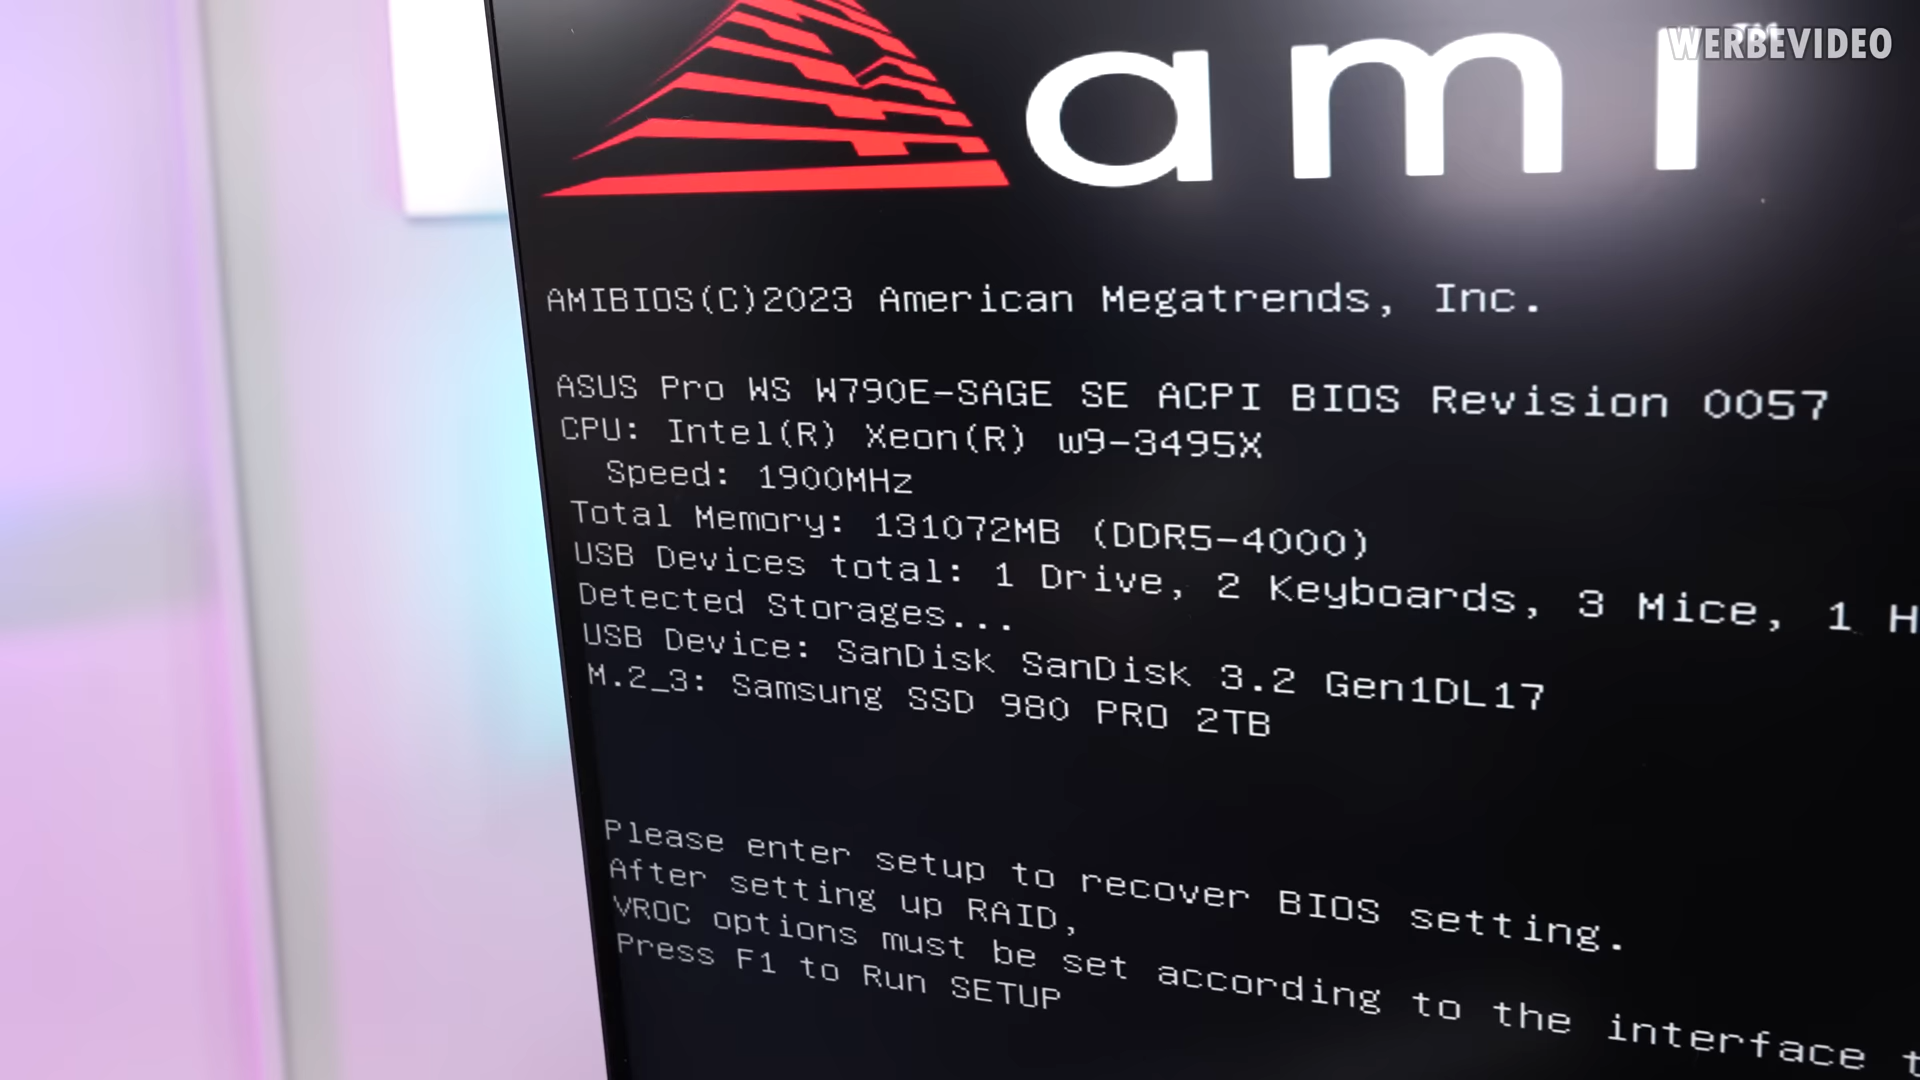 WERBEVIDEO
ami™
AMIBIOS(C)2023 American Megatrends, Inc.
ASUS Pro WS W790E-SAGE SE ACPI BIOS Revision 0057
CPU: Intel(R) Xeon(R) w9-3495X
Speed: 1900MHz
Total Memory: 131072MB (DDR5-4000)
USB Devices total: 1 Drive, 2 Keyboards, 3 Mice, 1 H
Detected Storages...
USB Device: SanDisk SanDisk 3.2 Gen1DL17
M.2_3: Samsung SSD 980 PRO 2TB
Please enter setup to recover BIOS setting.
After setting up RAID,
VROC options must be set according to the interface t
Press F1 to Run SETUP